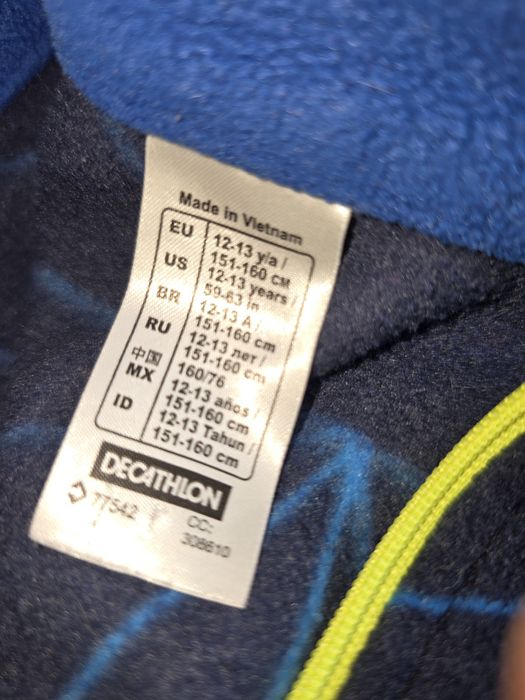 Made in Vietnam
EU 12-13 y/a /
151-160 CM
US 12-13 years /
59-63 in
BR 12-13 A /
151-160 cm
RU 12-13 лет /
151-160 cm
中国 160/76
MX 12-13 años /
151-160 cm
ID 12-13 Tahun /
151-160 cm
DECATHLON
77542 CC:
308610